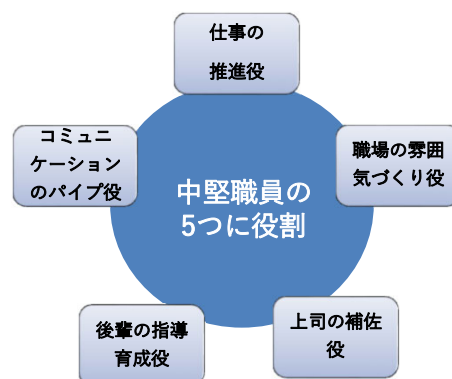 仕事の
推進役
コミュニ
ケーション
のパイプ役
職場の雰囲
気づくり役
中堅職員の
5つに役割
後輩の指導
育成役
上司の補佐
役